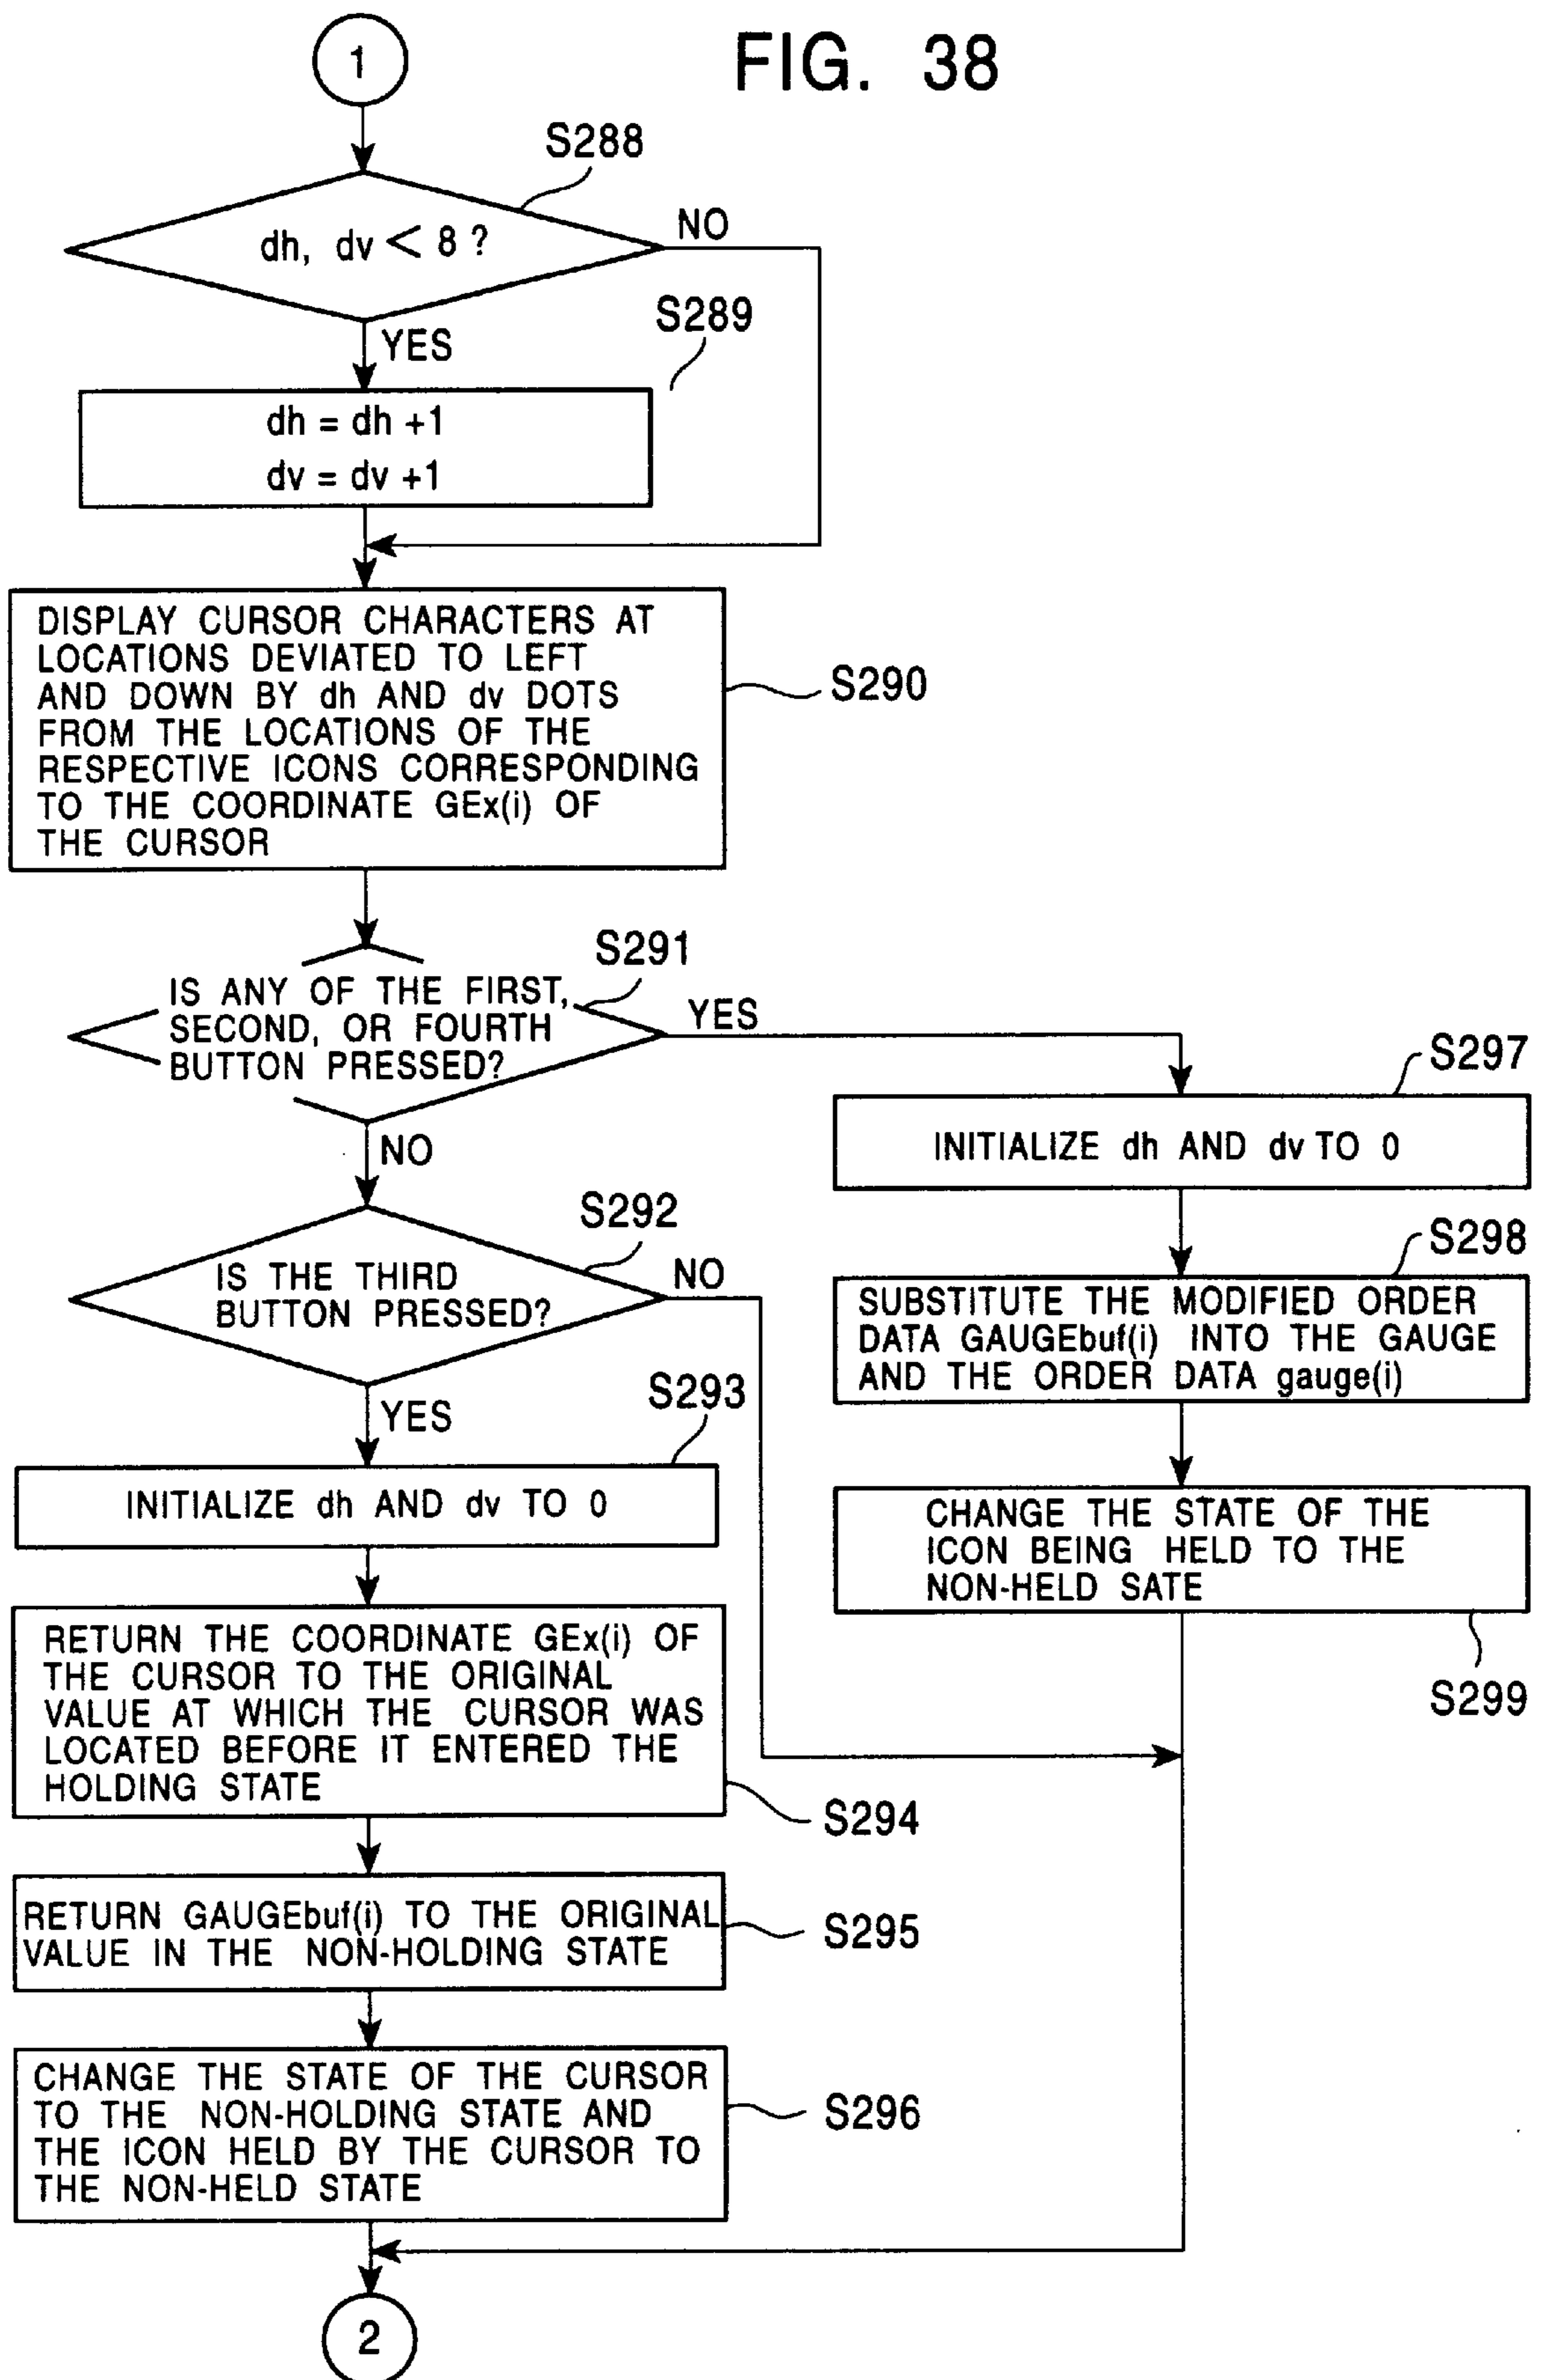 FIG. 38
1
S288
dh, dv < 8 ?
NO
YES
S289
dh = dh +1
dv = dv +1
DISPLAY CURSOR CHARACTERS AT
LOCATIONS DEVIATED TO LEFT
AND DOWN BY dh AND dv DOTS
FROM THE LOCATIONS OF THE
RESPECTIVE ICONS CORRESPONDING
TO THE COORDINATE GEx(i) OF
THE CURSOR
S290
S291
IS ANY OF THE FIRST,
SECOND, OR FOURTH
BUTTON PRESSED?
YES
NO
S297
INITIALIZE dh AND dv TO 0
S298
SUBSTITUTE THE MODIFIED ORDER
DATA GAUGEbuf(i) INTO THE GAUGE
AND THE ORDER DATA gauge(i)
CHANGE THE STATE OF THE
ICON BEING HELD TO THE
NON-HELD SATE
S299
S292
IS THE THIRD
BUTTON PRESSED?
NO
YES
S293
INITIALIZE dh AND dv TO 0
RETURN THE COORDINATE GEx(i) OF
THE CURSOR TO THE ORIGINAL
VALUE AT WHICH THE CURSOR WAS
LOCATED BEFORE IT ENTERED THE
HOLDING STATE
S294
RETURN GAUGEbuf(i) TO THE ORIGINAL
VALUE IN THE NON-HOLDING STATE
S295
CHANGE THE STATE OF THE CURSOR
TO THE NON-HOLDING STATE AND
THE ICON HELD BY THE CURSOR TO
THE NON-HELD STATE
S296
2